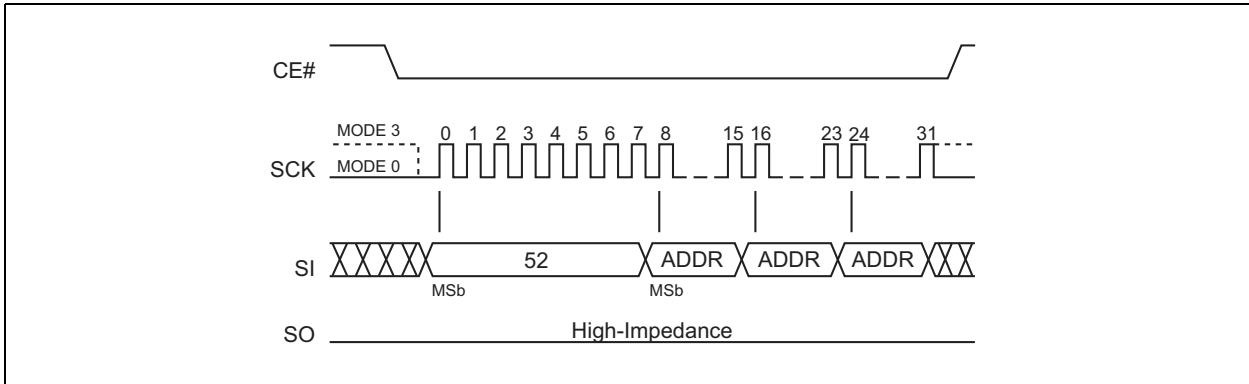 CE#
MODE 3
0 1 2 3 4 5 6 7 8 15 16 23 24 31
SCK MODE 0
SI 52 ADDR ADDR ADDR
MSb MSb
SO High-Impedance